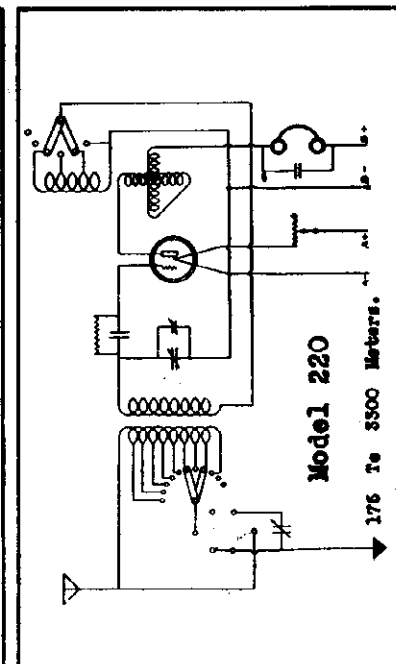 Model 220
175 To 3300 Meters.
A-
A+
B-
B+